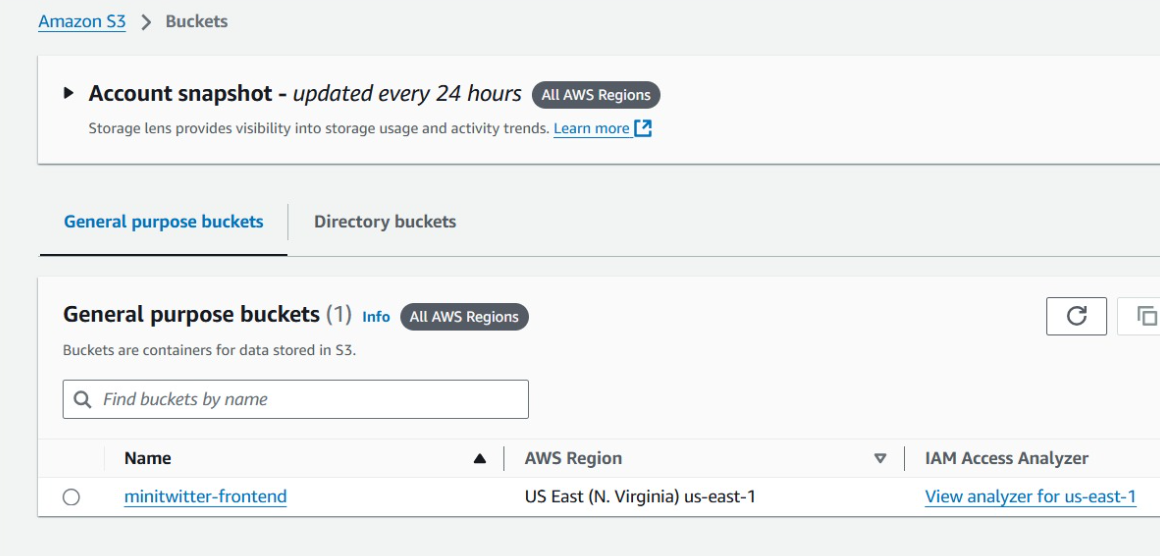 Amazon S3 > Buckets
Account snapshot - updated every 24 hours All AWS Regions
Storage lens provides visibility into storage usage and activity trends. Learn more
General purpose buckets Directory buckets
General purpose buckets (1) Info All AWS Regions
Buckets are containers for data stored in S3.
Find buckets by name
Name AWS Region IAM Access Analyzer
minitwitter-frontend US East (N. Virginia) us-east-1 View analyzer for us-east-1